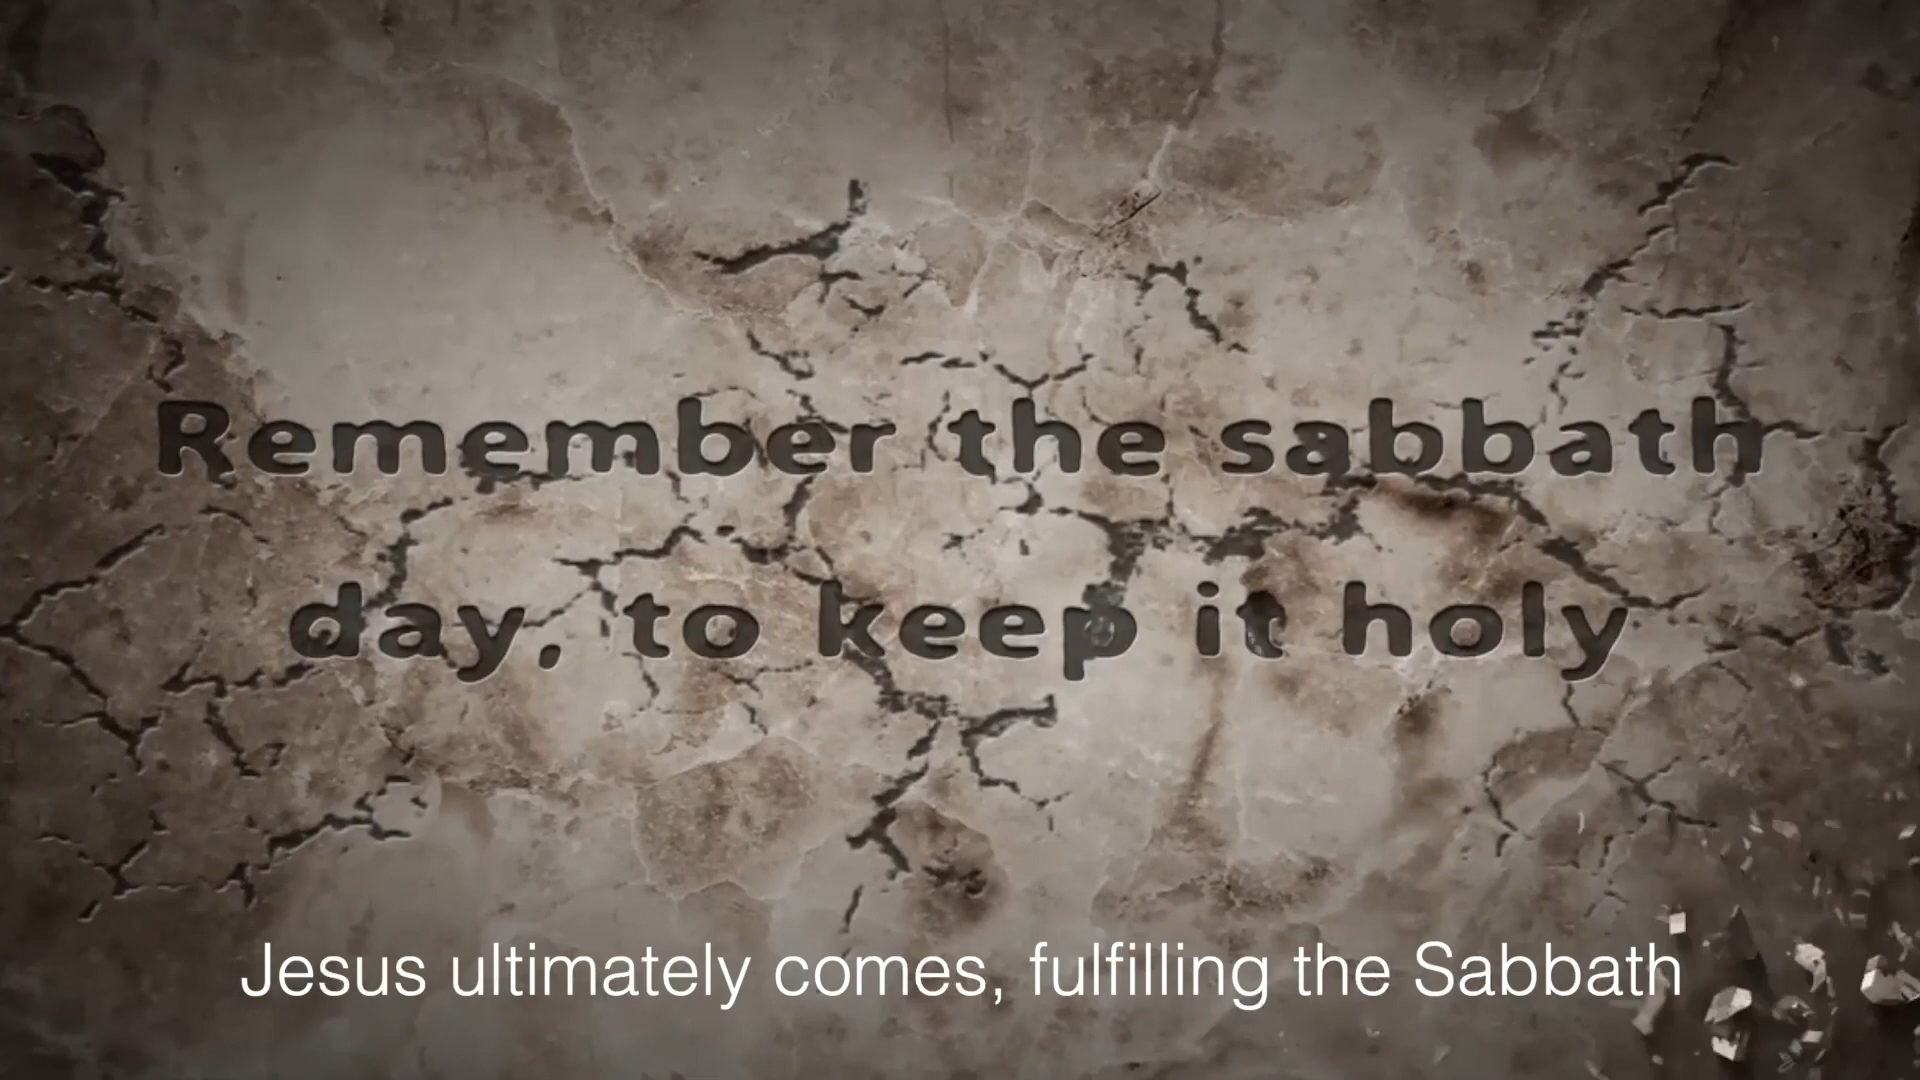 Remember the sabbath
day, to keep it holy
Jesus ultimately comes, fulfilling the Sabbath